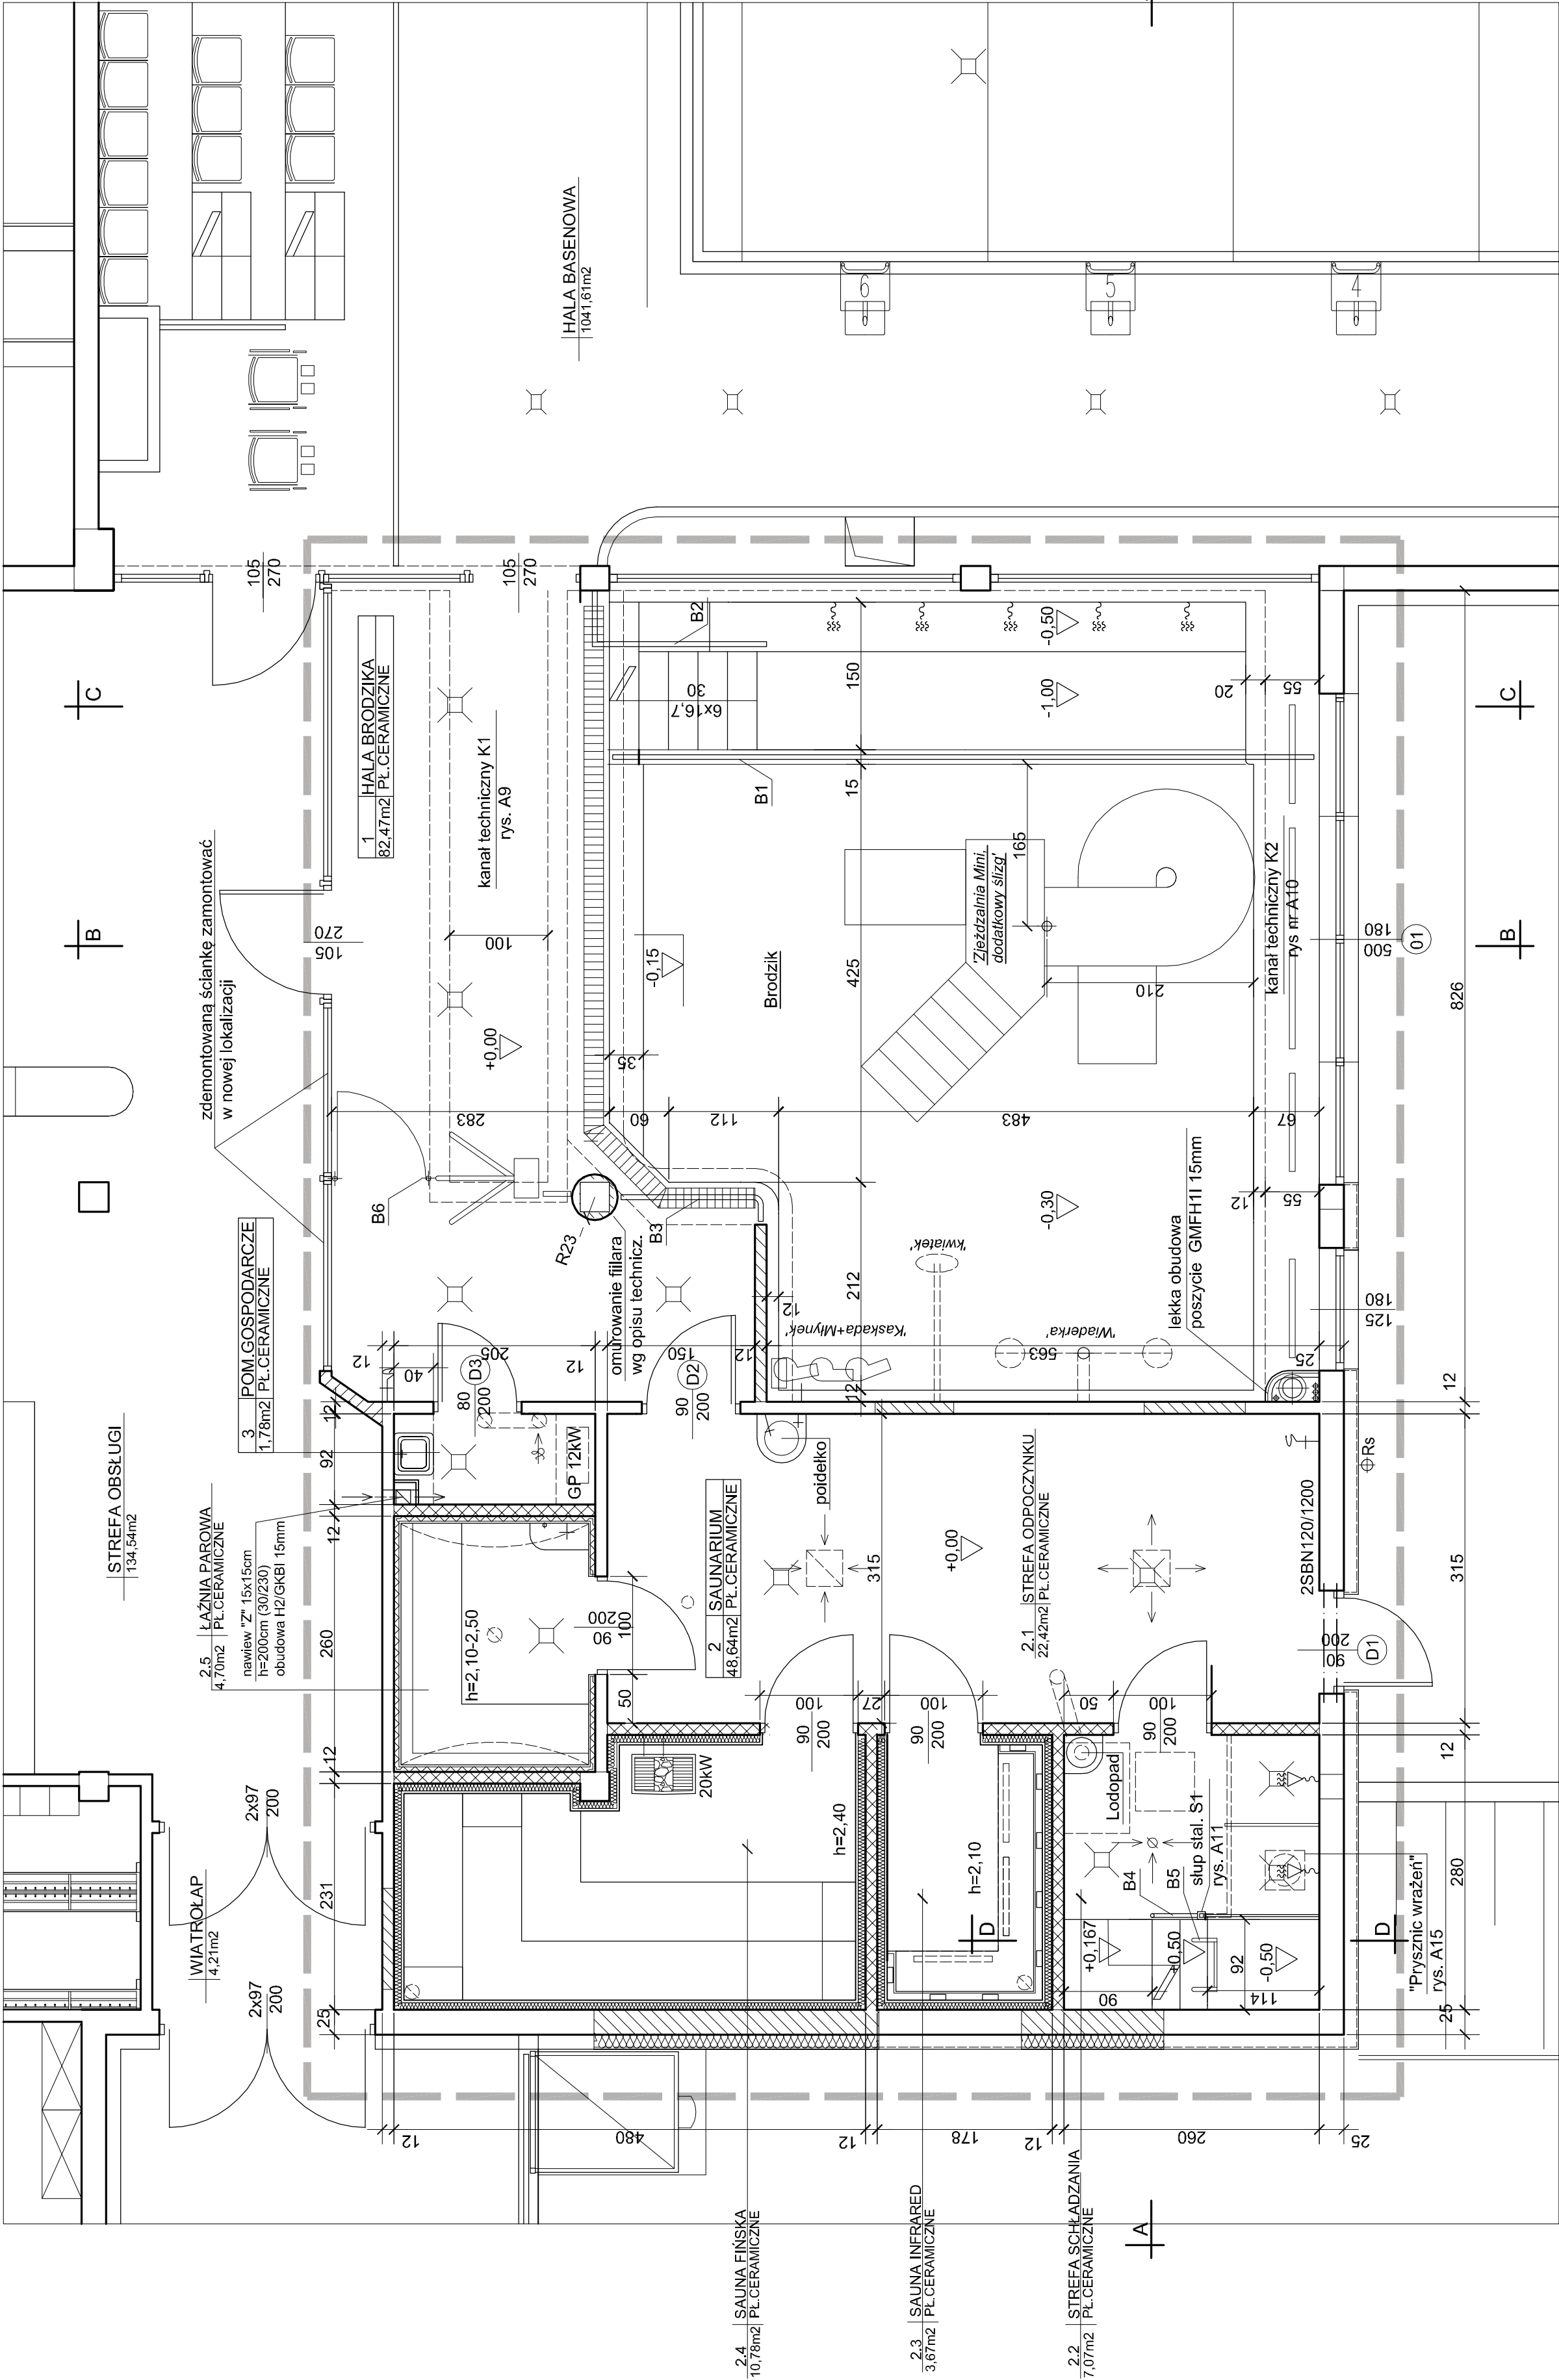 HALA BASENOWA
1041,61m2
6
5
4
105
270
105
270
C
C
B
B
1 HALA BRODZIKA
82,47m2 PŁ.CERAMICZNE
kanał techniczny K1
rys. A9
B2
-0,50
-1,00
150
20
55
6x16,7
30
B1
15
165
zdemontowaną ściankę zamontować
w nowej lokalizacji
270
105
100
-0,15
Brodzik
425
'Zjeżdzalnia Mini,
dodatkowy ślizg'
210
kanał techniczny K2
rys nr A10
180
500
01
826
+0,00
35
283
60
112
483
67
B6
R23
B3
omurowanie fiilara
wg opisu technicz.
-0,30
12
55
lekka obudowa
poszycie GMFH1I 15mm
'kwiatek'
212
12
'Kaskada+Młynek'
'Wiaderka'
563
180
125
25
3 POM.GOSPODARCZE
1,78m2 PŁ.CERAMICZNE
12
40
205
12
150
12
D3
80
200
D2
90
200
12
12
12
92
GP 12kW
poidełko
STREFA OBSŁUGI
134,54m2
2.5 ŁAŹNIA PAROWA
4,70m2 PŁ.CERAMICZNE
nawiew "Z" 15x15cm
h=200cm (30/230)
obudowa H2/GKBI 15mm
12
260
h=2,10-2,50
90
200
100
50
2 SAUNARIUM
48,64m2 PŁ.CERAMICZNE
315
+0,00
2.1 STREFA ODPOCZYNKU
22,42m2 PŁ.CERAMICZNE
2SBN120/1200
Rs
315
90
200
D1
100
27
100
50
100
90
200
90
200
90
200
12
12
WIATROŁAP
4,21m2
2x97
200
2x97
200
231
25
20kW
h=2,40
h=2,10
D
D
Lodopad
słup stal. S1
rys. A11
B4
B5
+0,167
+0,50
-0,50
92
90
114
"Prysznic wrażeń"
rys. A15
280
25
12
480
12
178
12
260
25
2.4 SAUNA FIŃSKA
10,78m2 PŁ.CERAMICZNE
2.3 SAUNA INFRARED
3,67m2 PŁ.CERAMICZNE
2.2 STREFA SCHŁADZANIA
7,07m2 PŁ.CERAMICZNE
A